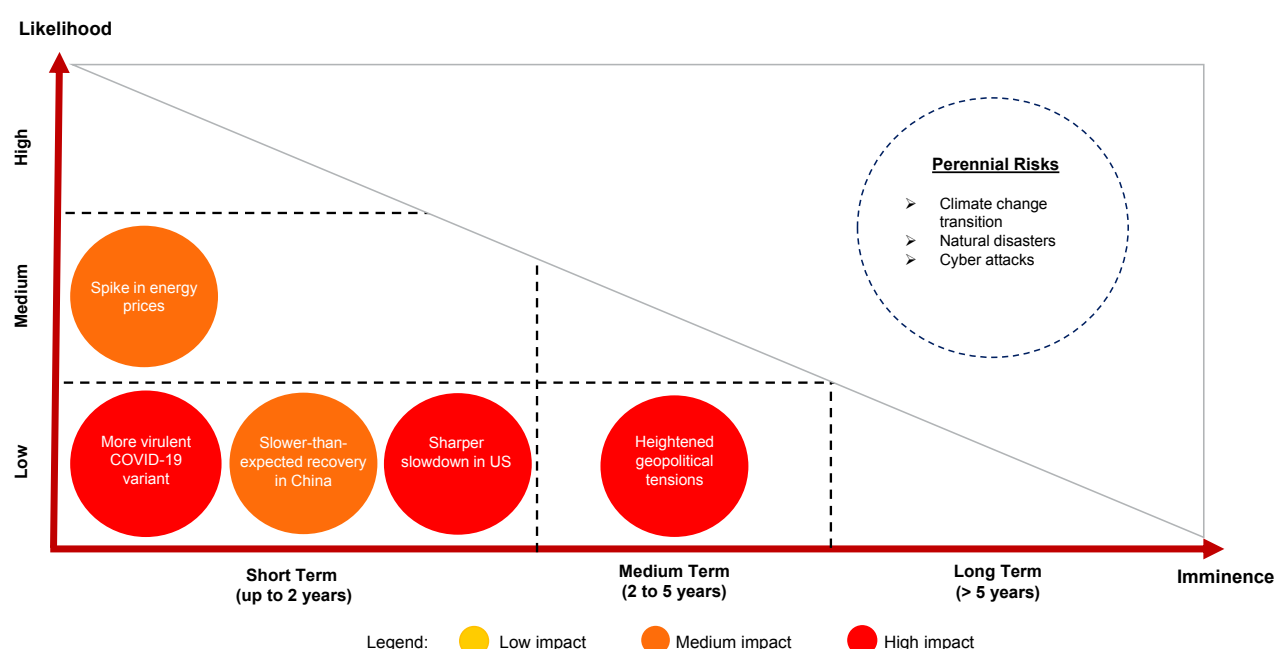 Likelihood
High
Medium
Low
Perennial Risks
➢ Climate change
transition
➢ Natural disasters
➢ Cyber attacks
Spike in energy
prices
More virulent
COVID-19
variant
Slower-than-
expected recovery
in China
Sharper
slowdown in US
Heightened
geopolitical
tensions
Short Term
(up to 2 years)
Medium Term
(2 to 5 years)
Long Term
(> 5 years)
Imminence
Legend: Low impact Medium impact High impact